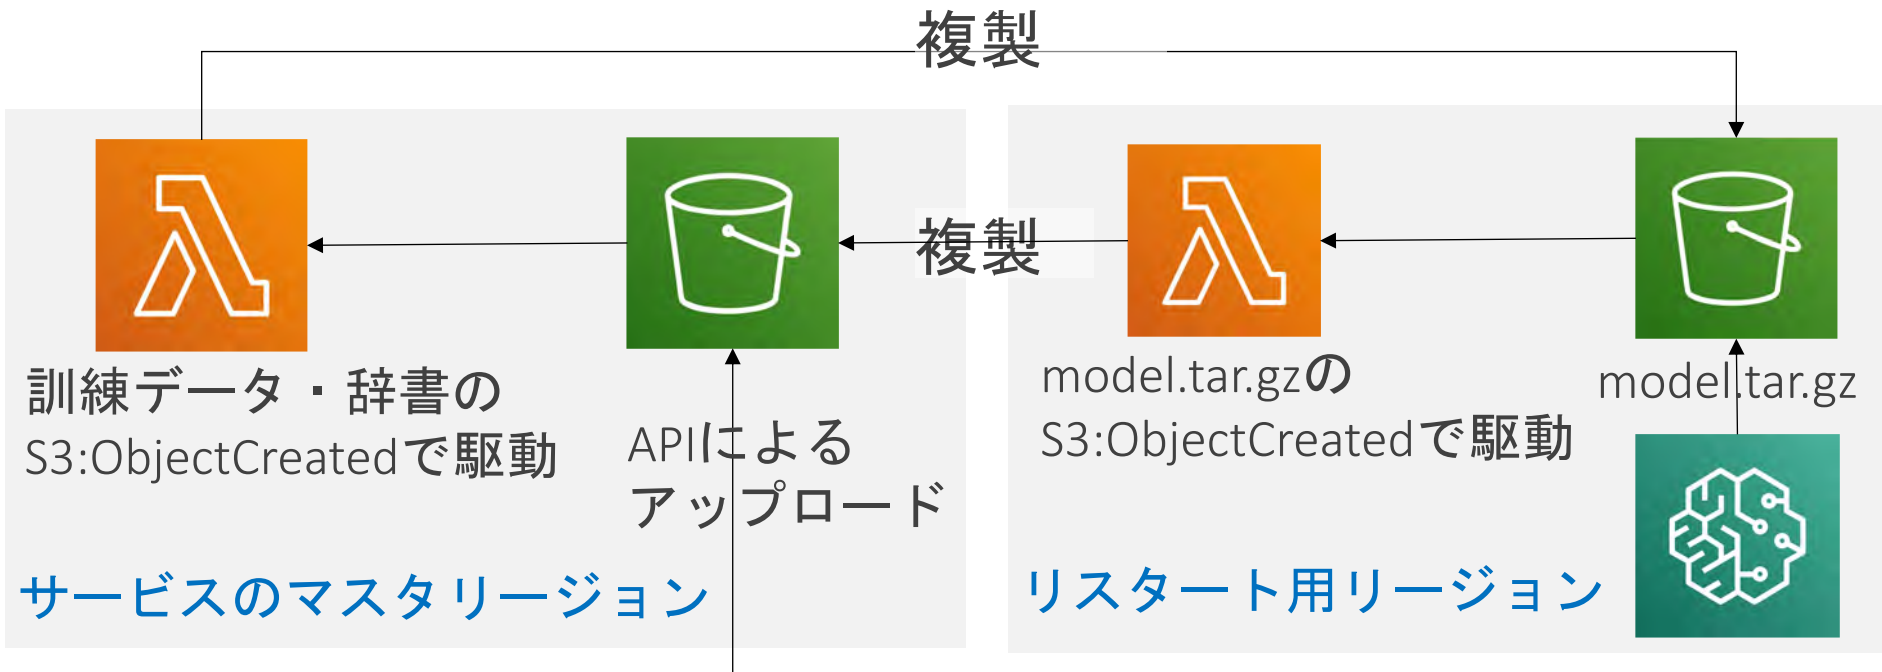 複製
複製
訓練データ・辞書の
S3:ObjectCreatedで駆動
APIによる
アップロード
サービスのマスタリージョン
model.tar.gzの
S3:ObjectCreatedで駆動
model.tar.gz
リスタート用リージョン